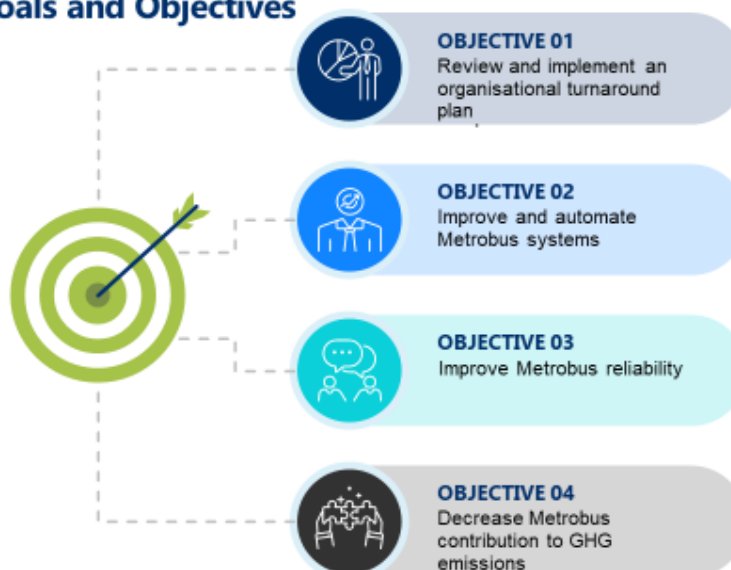 oals and Objectives
OBJECTIVE 01
Review and implement an
organisational turnaround
plan
OBJECTIVE 02
Improve and automate
Metrobus systems
OBJECTIVE 03
Improve Metrobus reliability
OBJECTIVE 04
Decrease Metrobus
contribution to GHG
emissions